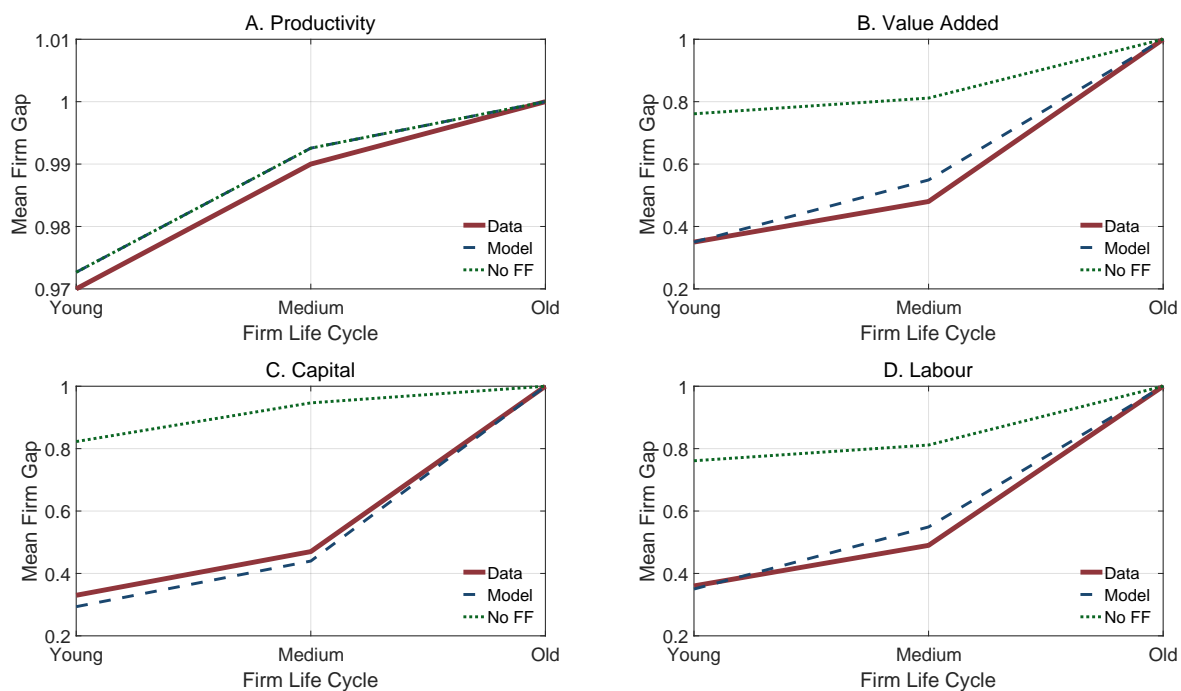 A. Productivity
1.01
1
0.99
0.98
0.97
Mean Firm Gap
Data
Model
No FF
Young
Medium
Old
Firm Life Cycle
B. Value Added
1
0.8
0.6
0.4
0.2
Mean Firm Gap
Data
Model
No FF
Young
Medium
Old
Firm Life Cycle
C. Capital
1
0.8
0.6
0.4
0.2
Mean Firm Gap
Data
Model
No FF
Young
Medium
Old
Firm Life Cycle
D. Labour
1
0.8
0.6
0.4
0.2
Mean Firm Gap
Data
Model
No FF
Young
Medium
Old
Firm Life Cycle